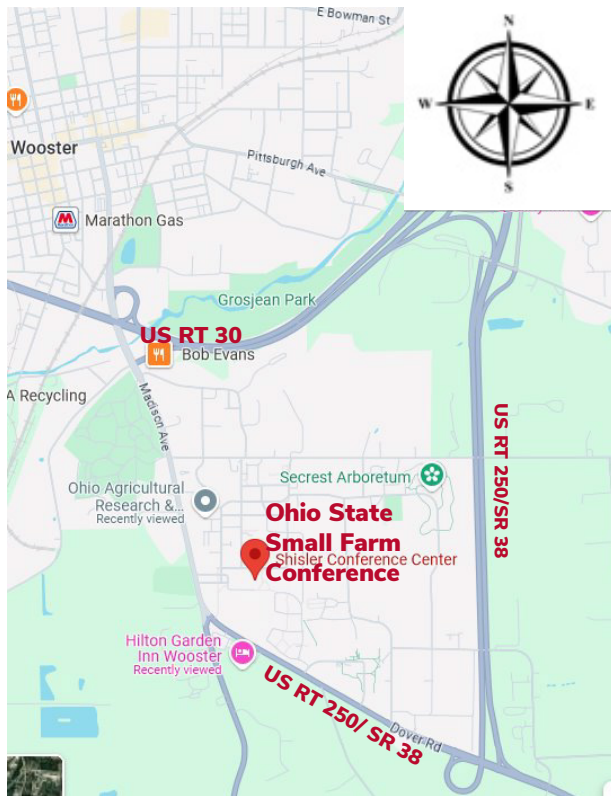 E Bowman St
N
W
E
S
Wooster
Pittsburgh Ave
Marathon Gas
Grosjean Park
US RT 30
Bob Evans
A Recycling
Madison Ave
US RT 250/SR 38
Secrest Arboretum
Ohio Agricultural
Research &...
Recently viewed
Ohio State
Small Farm
Shisler Conference Center
Conference
Hilton Garden
Inn Wooster
Recently viewed
US RT 250/ SR 38
Dover Rd